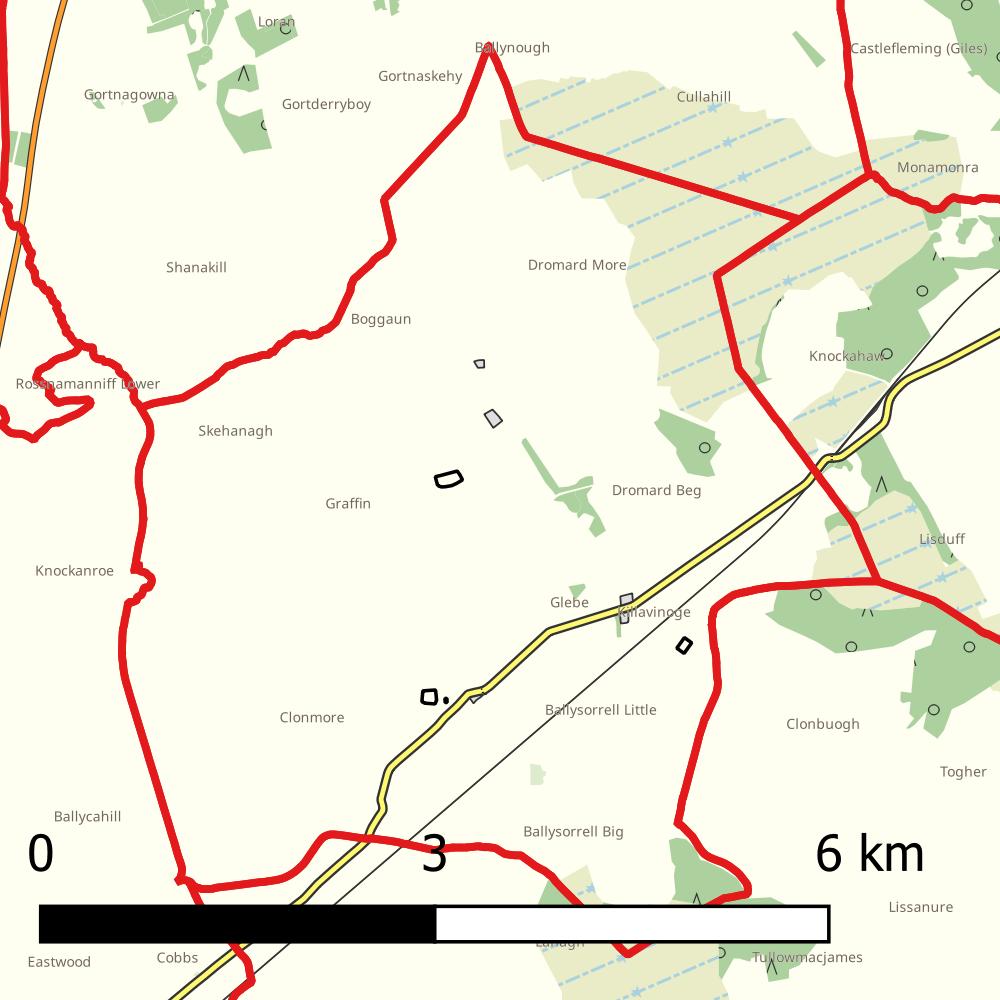 Loran
Ballynough
Castlefleming (Giles)
Gortnaskehy
Gortnagowna
Gortderryboy
Cullahill
Monamonra
Shanakill
Dromard More
Boggaun
Knockahaw
Rossnamanniff Lower
Skehanagh
Dromard Beg
Graffin
Lisduff
Knockanroe
Glebe
Killavinoge
Ballysorrell Little
Clonmore
Clonbuogh
Togher
Ballycahill
Ballysorrell Big
0 3 6 km
Lissanure
Lahagh
Cobbs
Tullowmacjames
Eastwood